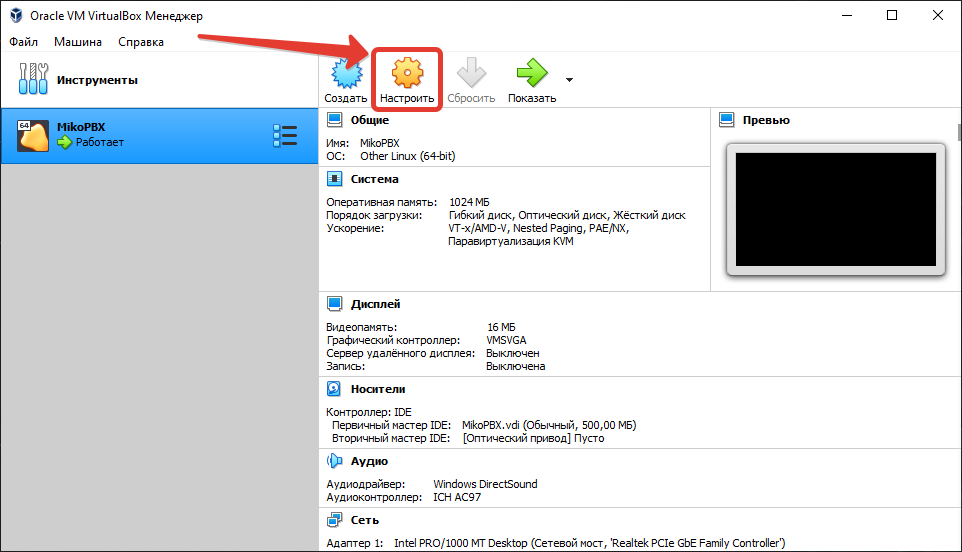 Oracle VM VirtualBox Менеджер
Файл Машина Справка
Инструменты
Создать Настроить Сбросить Показать
64
MikoPBX
Работает
Общие
Имя: MikoPBX
ОС: Other Linux (64-bit)
Превью
Система
Оперативная память: 1024 МБ
Порядок загрузки: Гибкий диск, Оптический диск, Жёсткий диск
Ускорение: VT-x/AMD-V, Nested Paging, PAE/NX,
Паравиртуализация KVM
Дисплей
Видеопамять: 16 МБ
Графический контроллер: VMSVGA
Сервер удалённого дисплея: Выключен
Запись: Выключена
Носители
Контроллер: IDE
Первичный мастер IDE: MikoPBX.vdi (Обычный, 500,00 МБ)
Вторичный мастер IDE: [Оптический привод] Пусто
Аудио
Аудиодрайвер: Windows DirectSound
Аудиоконтроллер: ICH AC97
Сеть
Адаптер 1: Intel PRO/1000 MT Desktop (Сетевой мост, 'Realtek PCIe GbE Family Controller')